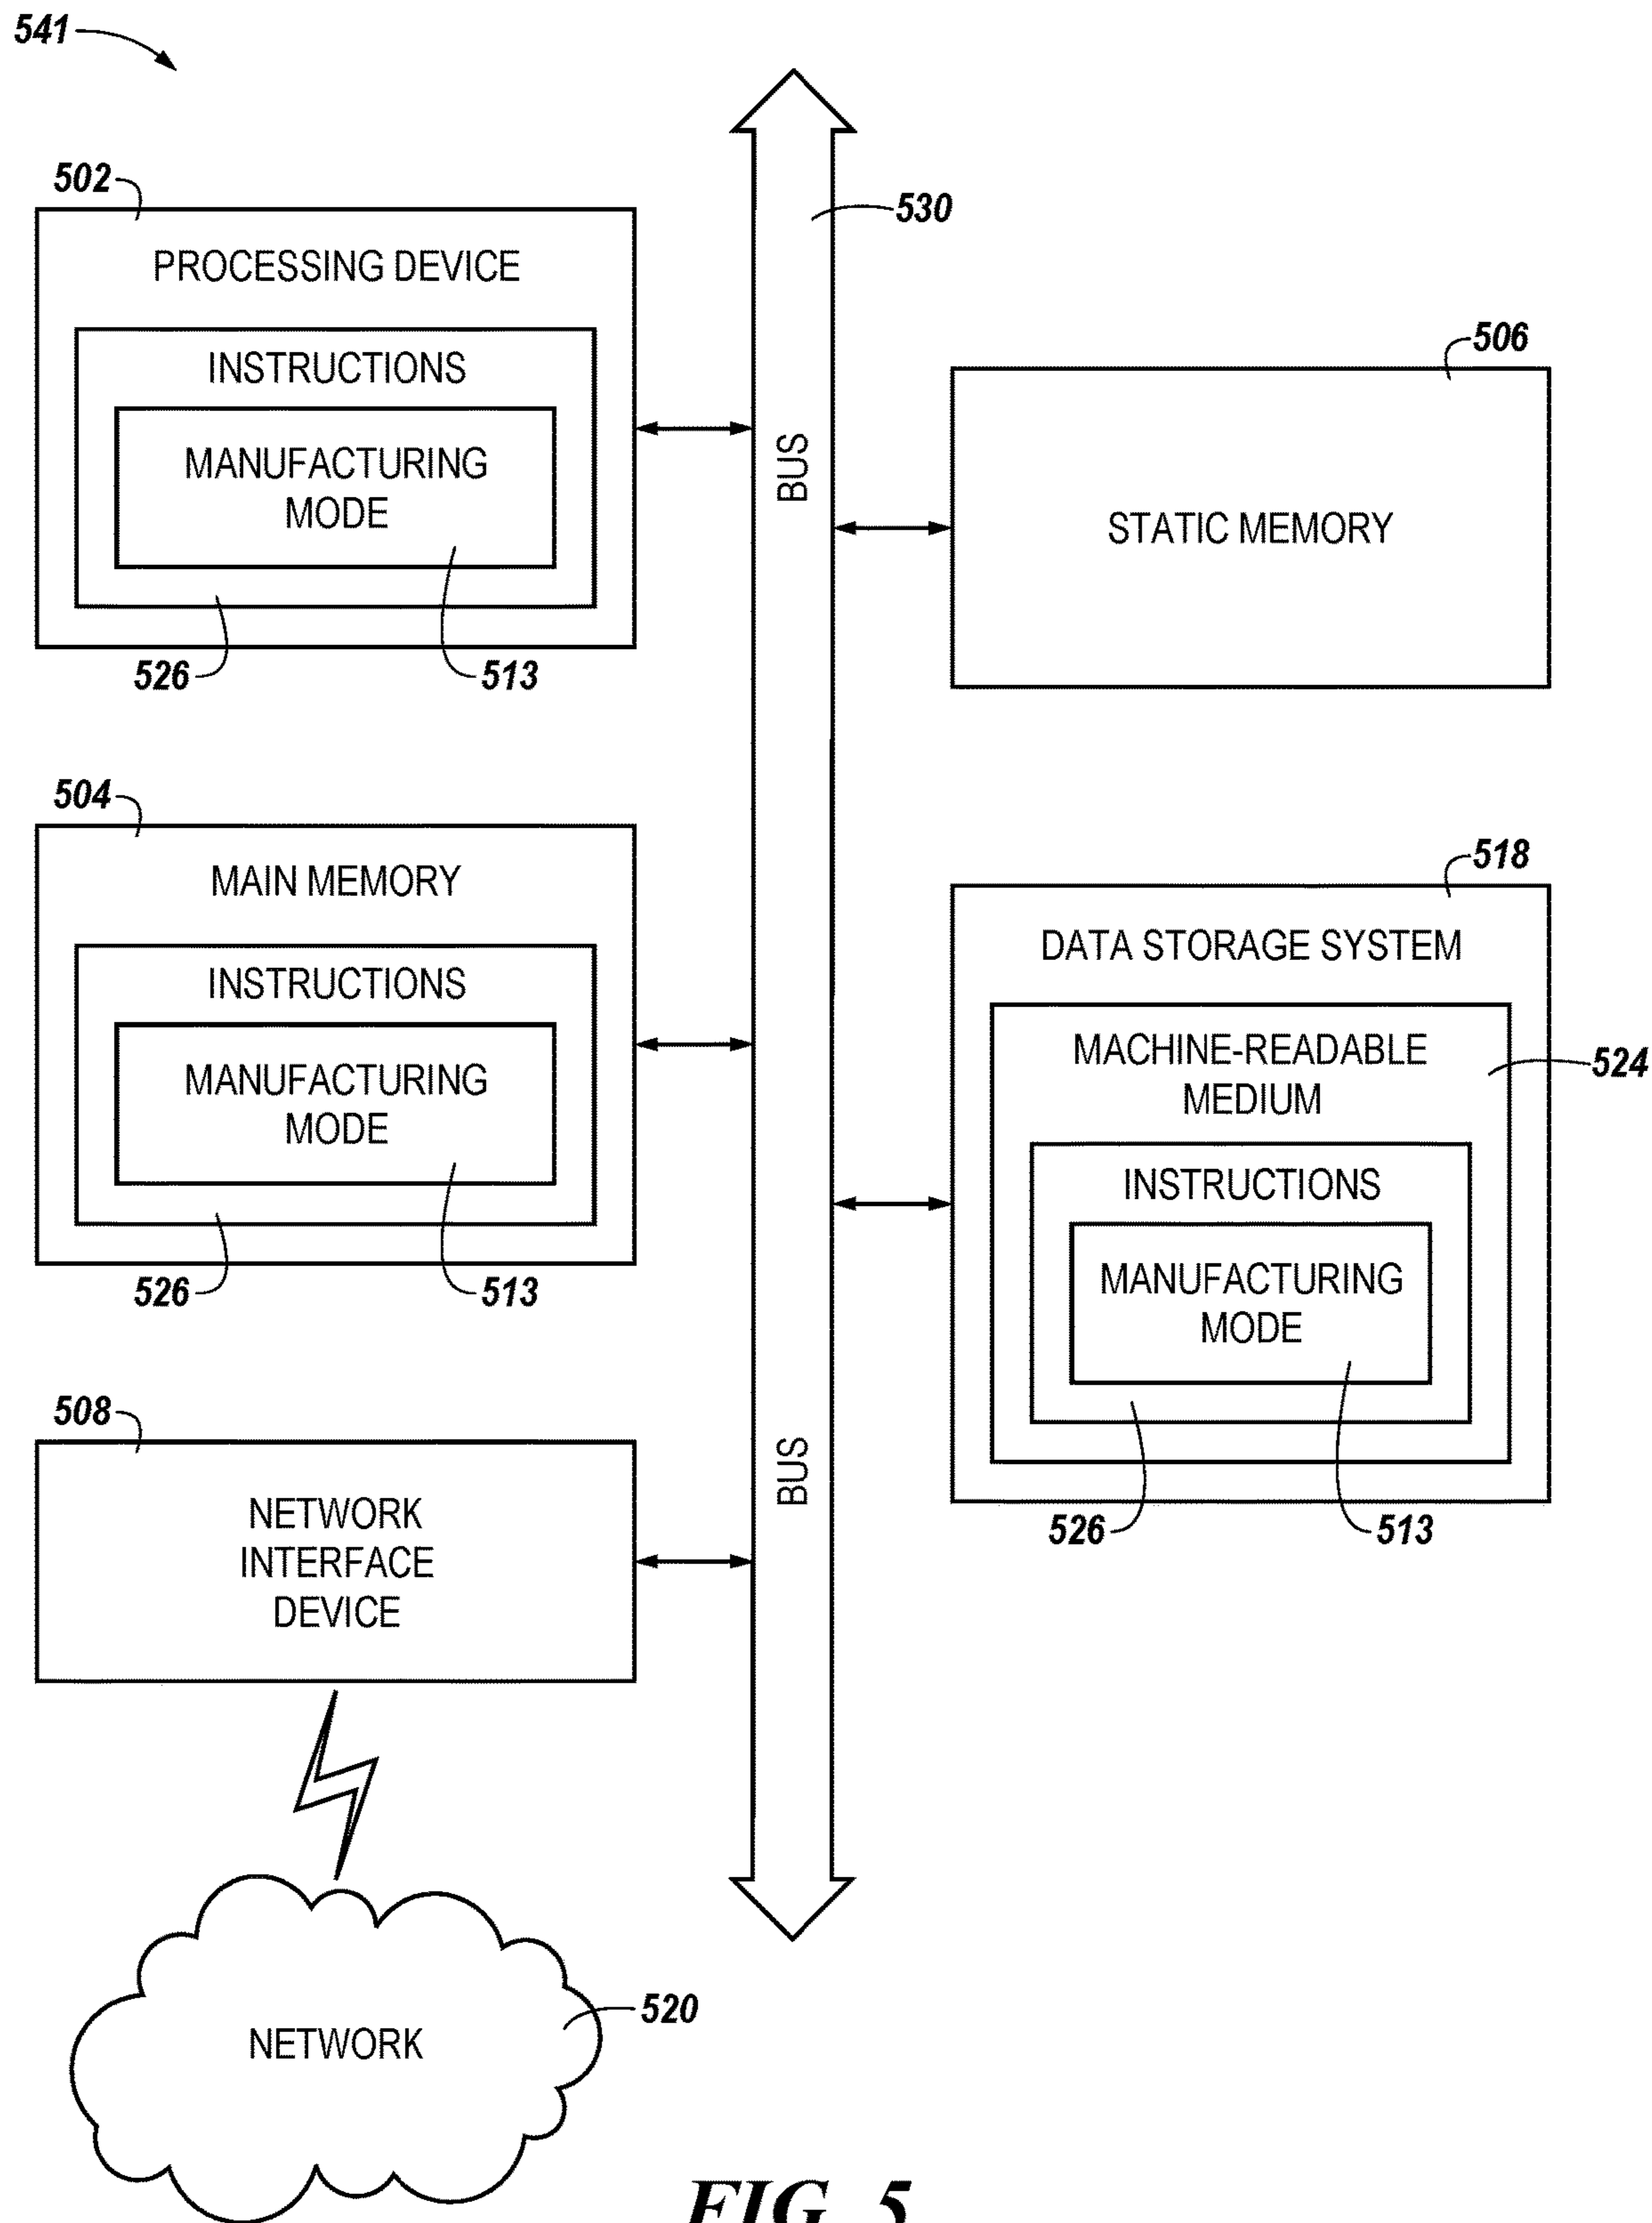 541
502
PROCESSING DEVICE
INSTRUCTIONS
MANUFACTURING
MODE
526
513
504
MAIN MEMORY
INSTRUCTIONS
MANUFACTURING
MODE
526
513
508
NETWORK
INTERFACE
DEVICE
NETWORK
520
530
BUS
BUS
506
STATIC MEMORY
518
DATA STORAGE SYSTEM
MACHINE-READABLE
MEDIUM
524
INSTRUCTIONS
MANUFACTURING
MODE
526
513
FIG. 5